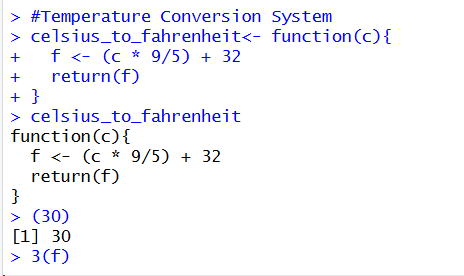 > #Temperature Conversion System
> celsius_to_fahrenheit<- function(c){
+   f <- (c * 9/5) + 32
+   return(f)
+ }
> celsius_to_fahrenheit
function(c){
  f <- (c * 9/5) + 32
  return(f)
}
> (30)
[1] 30
> 3(f)